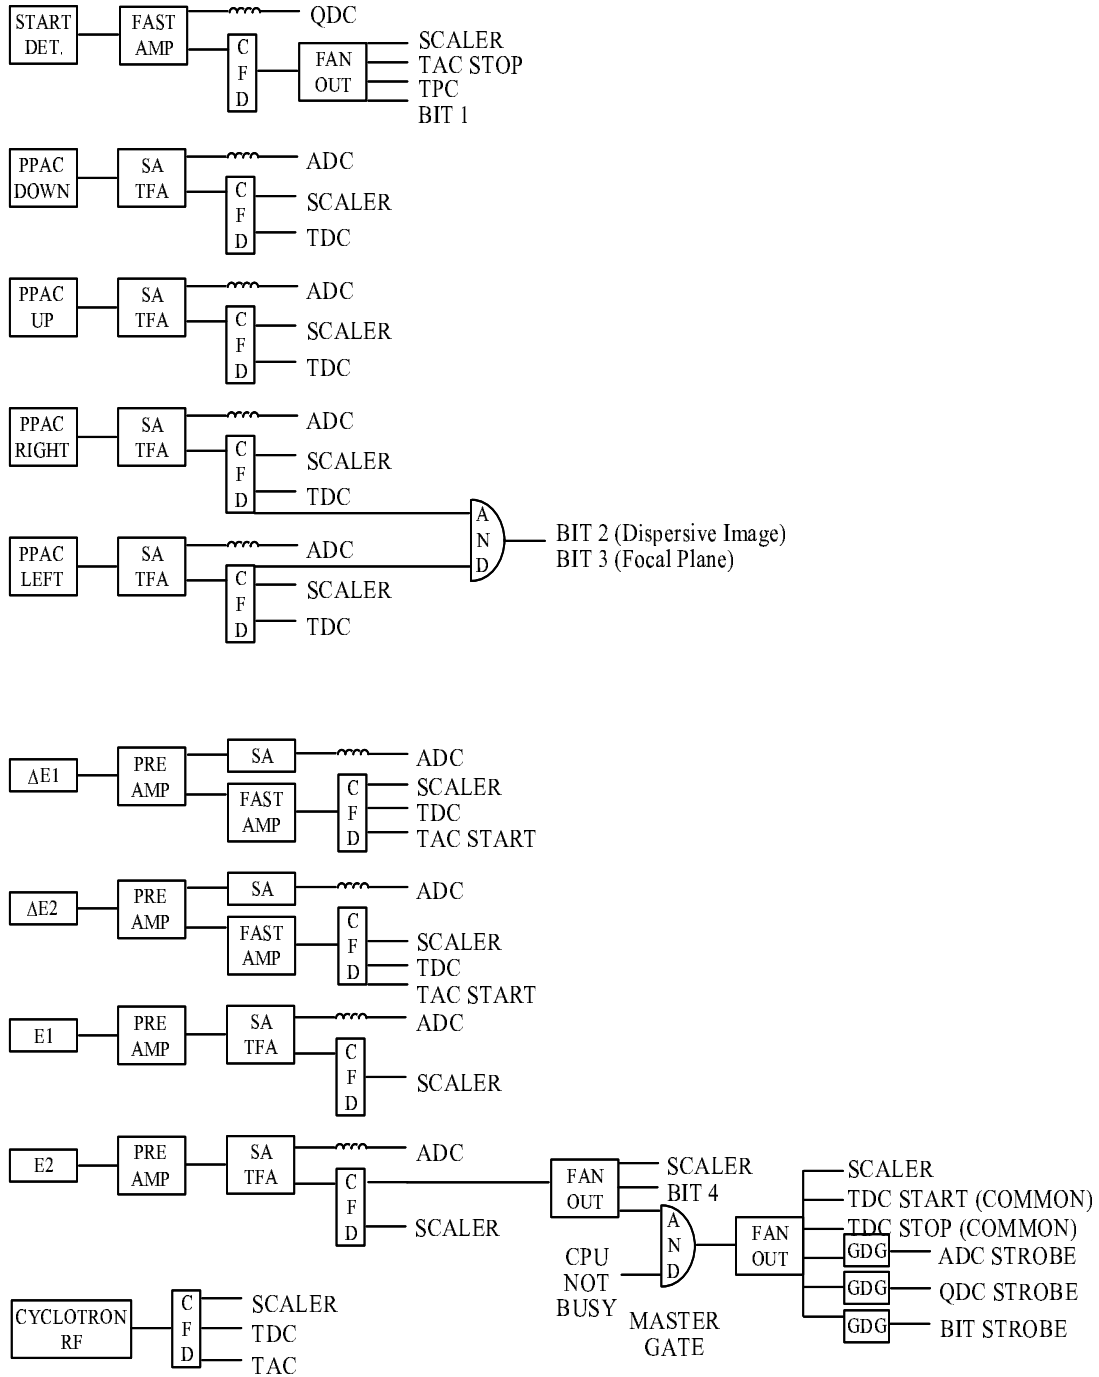 START
DET.
FAST
AMP
QDC
C
F
D
FAN
OUT
SCALER
TAC STOP
TPC
BIT 1
PPAC
DOWN
SA
TFA
ADC
C
F
D
SCALER
TDC
PPAC
UP
SA
TFA
ADC
C
F
D
SCALER
TDC
PPAC
RIGHT
SA
TFA
ADC
C
F
D
SCALER
TDC
PPAC
LEFT
SA
TFA
ADC
C
F
D
SCALER
TDC
A
N
D
BIT 2 (Dispersive Image)
BIT 3 (Focal Plane)
ΔE1
PRE
AMP
SA
ADC
FAST
AMP
C
F
D
SCALER
TDC
TAC START
ΔE2
PRE
AMP
SA
ADC
FAST
AMP
C
F
D
SCALER
TDC
TAC START
E1
PRE
AMP
SA
TFA
ADC
C
F
D
SCALER
E2
PRE
AMP
SA
TFA
ADC
C
F
D
SCALER
FAN
OUT
SCALER
BIT 4
A
N
D
CPU
NOT
BUSY
MASTER
GATE
FAN
OUT
SCALER
TDC START (COMMON)
TDC STOP (COMMON)
GDG
ADC STROBE
GDG
QDC STROBE
GDG
BIT STROBE
CYCLOTRON
RF
C
F
D
SCALER
TDC
TAC